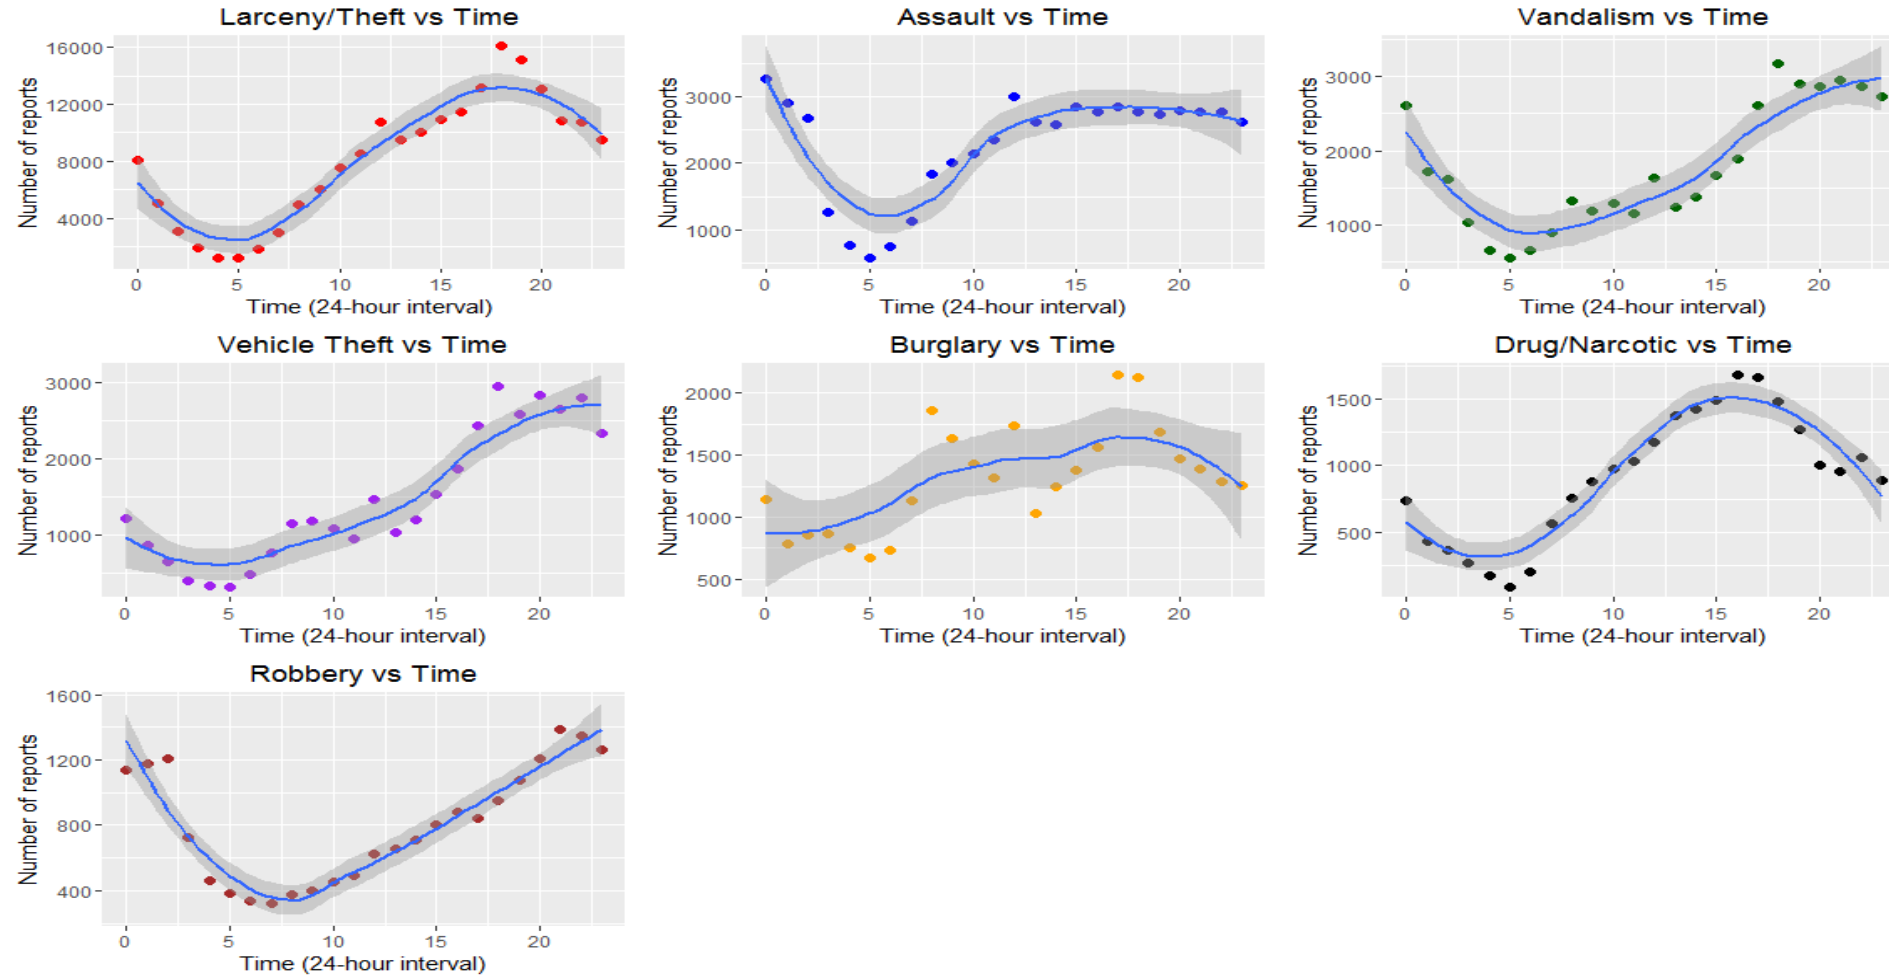 Larceny/Theft vs Time
Number of reports
16000
12000
8000
4000
0 5 10 15 20
Time (24-hour interval)
Assault vs Time
Number of reports
3000
2000
1000
0 5 10 15 20
Time (24-hour interval)
Vandalism vs Time
Number of reports
3000
2000
1000
0 5 10 15 20
Time (24-hour interval)
Vehicle Theft vs Time
Number of reports
3000
2000
1000
0 5 10 15 20
Time (24-hour interval)
Burglary vs Time
Number of reports
2000
1500
1000
500
0 5 10 15 20
Time (24-hour interval)
Drug/Narcotic vs Time
Number of reports
1500
1000
500
0 5 10 15 20
Time (24-hour interval)
Robbery vs Time
Number of reports
1600
1200
800
400
0 5 10 15 20
Time (24-hour interval)